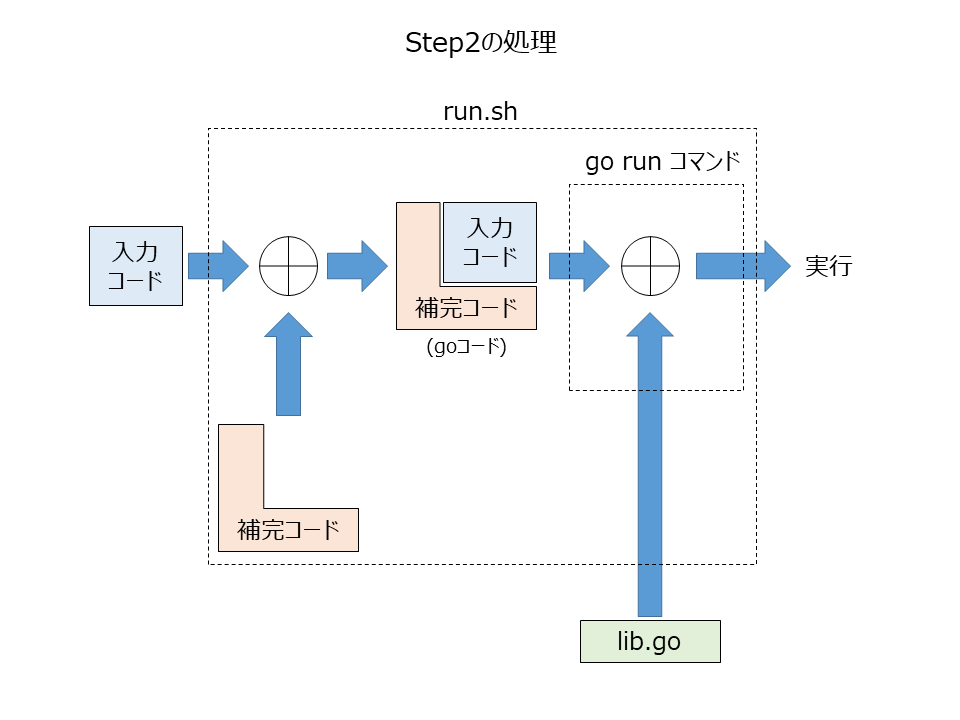 Step2の処理
run.sh
go run コマンド
入力
コード
入力
コード
補完コード
(goコード)
実行
補完コード
lib.go